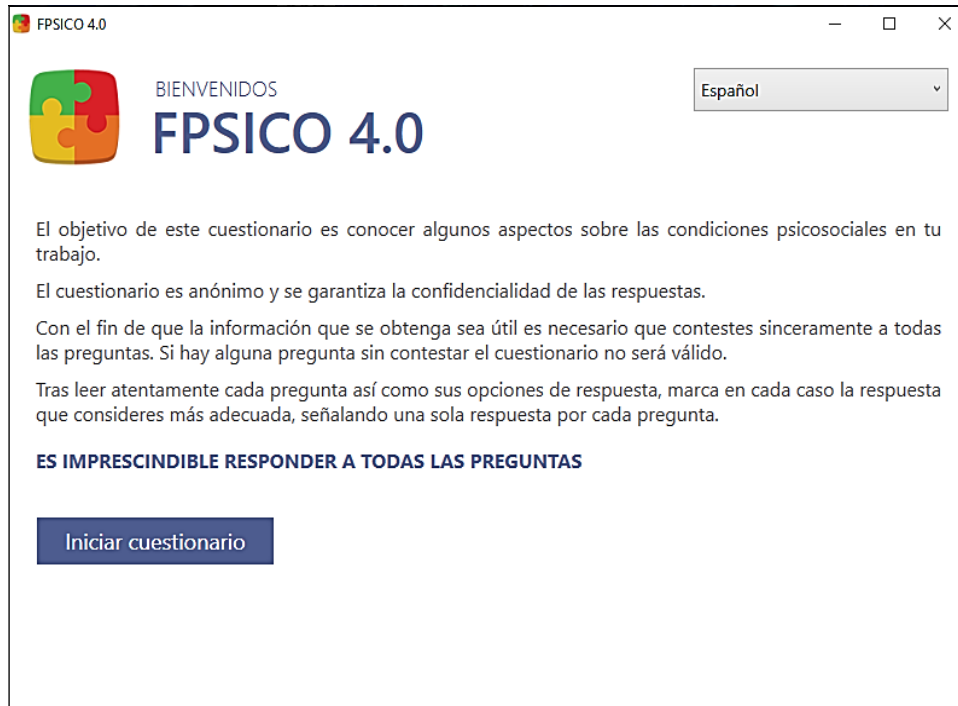 FPSICO 4.0
BIENVENIDOS
FPSICO 4.0
Español
El objetivo de este cuestionario es conocer algunos aspectos sobre las condiciones psicosociales en tu
trabajo.
El cuestionario es anónimo y se garantiza la confidencialidad de las respuestas.
Con el fin de que la información que se obtenga sea útil es necesario que contestes sinceramente a todas
las preguntas. Si hay alguna pregunta sin contestar el cuestionario no será válido.
Tras leer atentamente cada pregunta así como sus opciones de respuesta, marca en cada caso la respuesta
que consideres más adecuada, señalando una sola respuesta por cada pregunta.
ES IMPRESCINDIBLE RESPONDER A TODAS LAS PREGUNTAS
Iniciar cuestionario